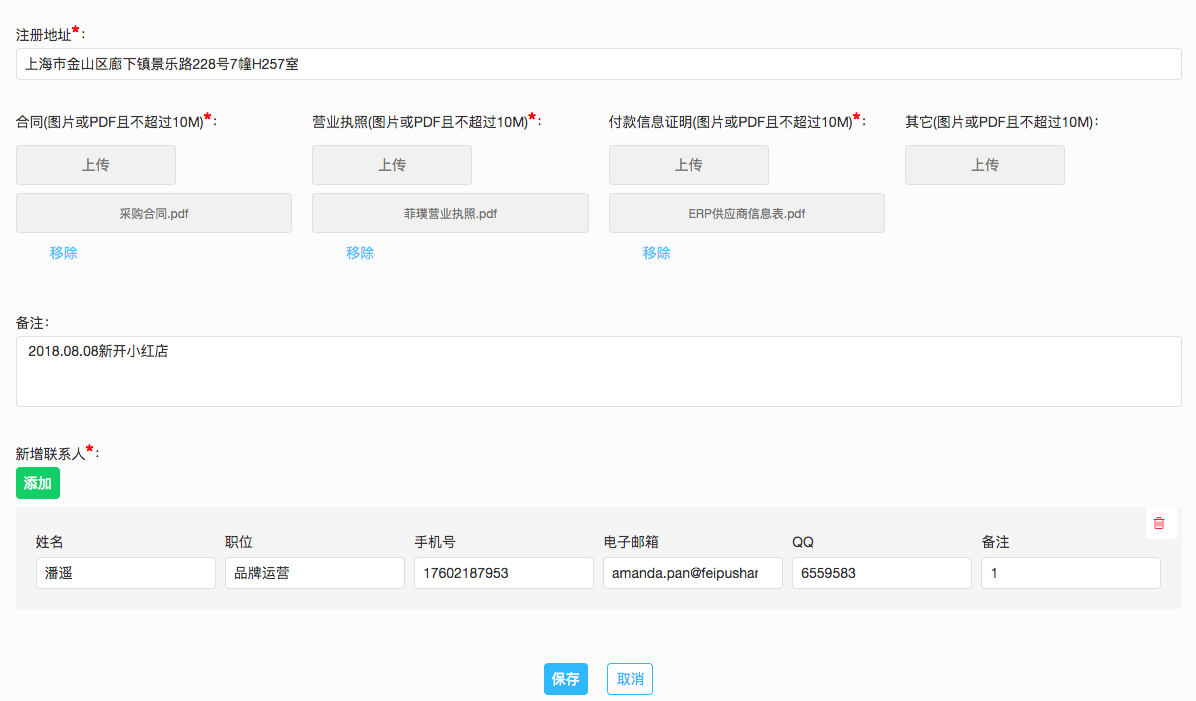 注册地址*:
上海市金山区廊下镇景乐路228号7幢H257室
合同(图片或PDF且不超过10M)*: 营业执照(图片或PDF且不超过10M)*: 付款信息证明(图片或PDF且不超过10M)*: 其它(图片或PDF且不超过10M):
上传 上传 上传 上传
采购合同.pdf 菲璞营业执照.pdf ERP供应商信息表.pdf
移除 移除 移除
备注:
2018.08.08新开小红店
新增联系人*:
添加
姓名 职位 手机号 电子邮箱 QQ 备注
潘遥 品牌运营 17602187953 amanda.pan@feipushar 6559583 1
保存 取消